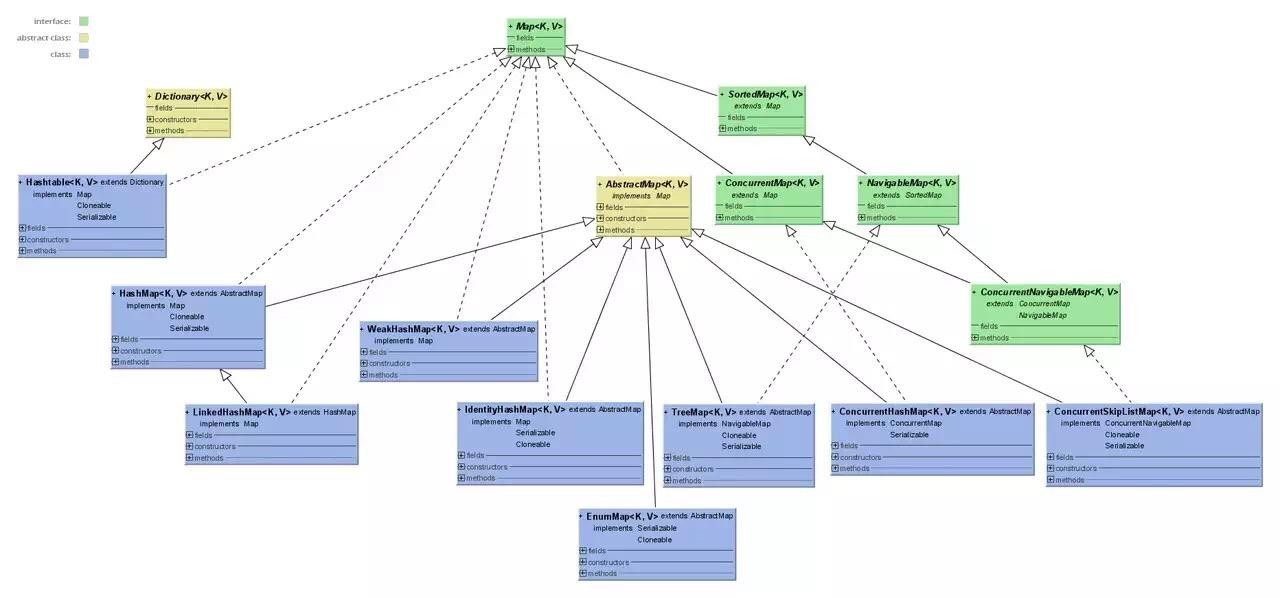 interface:
abstract class:
class:
+ Map<K, V>
fields
methods
+ Dictionary<K, V>
fields
constructors
methods
+ SortedMap<K, V>
extends Map
fields
methods
+ Hashtable<K, V> extends Dictionary
implements Map
Cloneable
Serializable
fields
constructors
methods
+ AbstractMap<K, V>
implements Map
fields
constructors
methods
+ ConcurrentMap<K, V>
extends Map
fields
methods
+ NavigableMap<K, V>
extends SortedMap
fields
methods
+ HashMap<K, V> extends AbstractMap
implements Map
Cloneable
Serializable
fields
constructors
methods
+ WeakHashMap<K, V> extends AbstractMap
implements Map
fields
constructors
methods
+ ConcurrentNavigableMap<K, V>
extends ConcurrentMap
NavigableMap
fields
methods
+ LinkedHashMap<K, V> extends HashMap
implements Map
fields
constructors
methods
+ IdentityHashMap<K, V> extends AbstractMap
implements Map
Serializable
Cloneable
fields
constructors
methods
+ TreeMap<K, V> extends AbstractMap
implements NavigableMap
Cloneable
Serializable
fields
constructors
methods
+ ConcurrentHashMap<K, V> extends AbstractMap
implements ConcurrentMap
Serializable
fields
constructors
methods
+ ConcurrentSkipListMap<K, V> extends AbstractMap
implements ConcurrentNavigableMap
Cloneable
Serializable
fields
constructors
methods
+ EnumMap<K, V> extends AbstractMap
implements Serializable
Cloneable
fields
constructors
methods